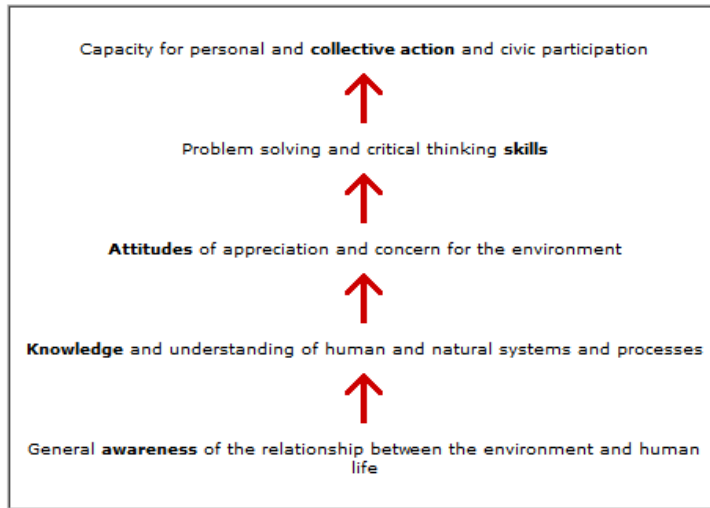 Capacity for personal and collective action and civic participation
Problem solving and critical thinking skills
Attitudes of appreciation and concern for the environment
Knowledge and understanding of human and natural systems and processes
General awareness of the relationship between the environment and human
life